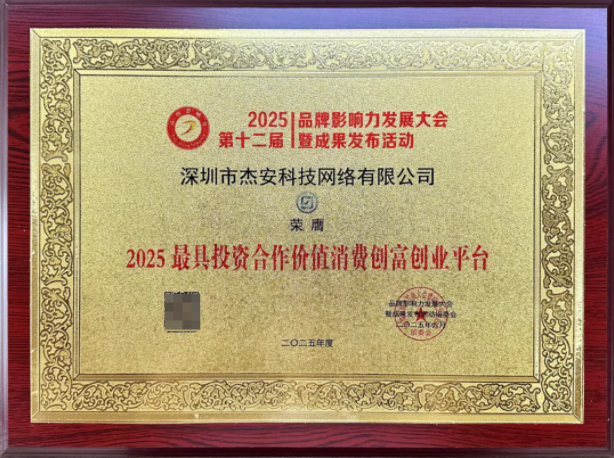 2025 品牌影响力发展大会
第十二届 暨成果发布活动
深圳市杰安科技网络有限公司
荣膺
2025 最具投资合作价值消费创富创业平台
品牌影响力发展大会
二〇二五年度